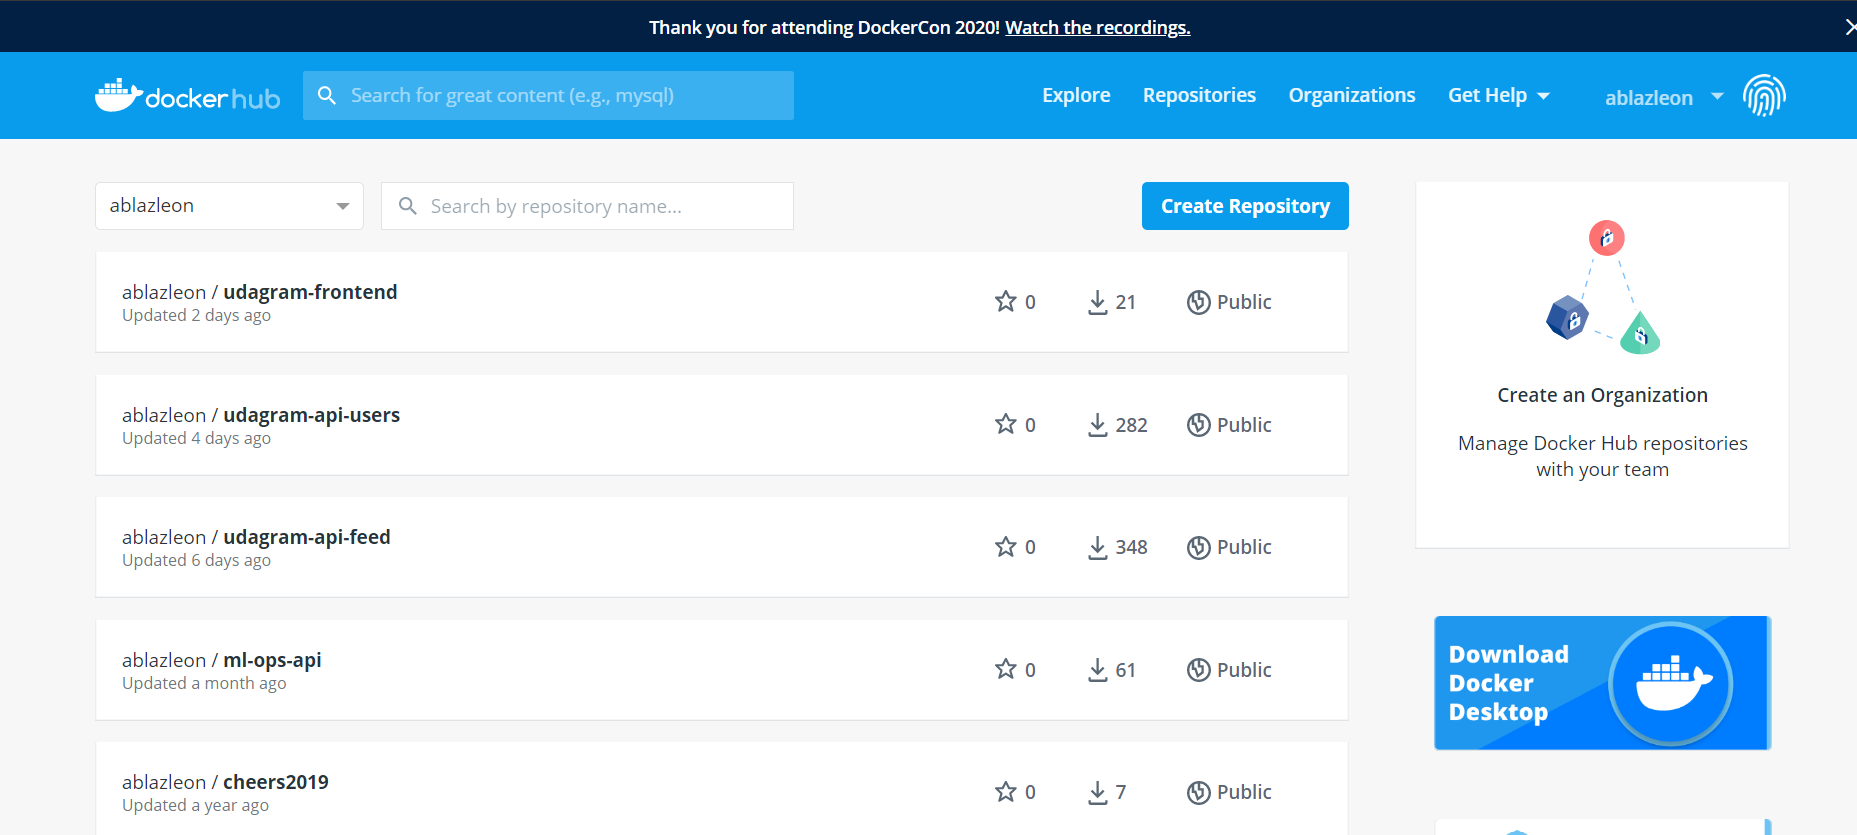 Thank you for attending DockerCon 2020! Watch the recordings.
docker hub
Search for great content (e.g., mysql)
Explore
Repositories
Organizations
Get Help
ablazleon
ablazleon
Search by repository name...
Create Repository
ablazleon / udagram-frontend
Updated 2 days ago
0
21
Public
ablazleon / udagram-api-users
Updated 4 days ago
0
282
Public
ablazleon / udagram-api-feed
Updated 6 days ago
0
348
Public
ablazleon / ml-ops-api
Updated a month ago
0
61
Public
ablazleon / cheers2019
Updated a year ago
0
7
Public
Create an Organization
Manage Docker Hub repositories
with your team
Download
Docker
Desktop